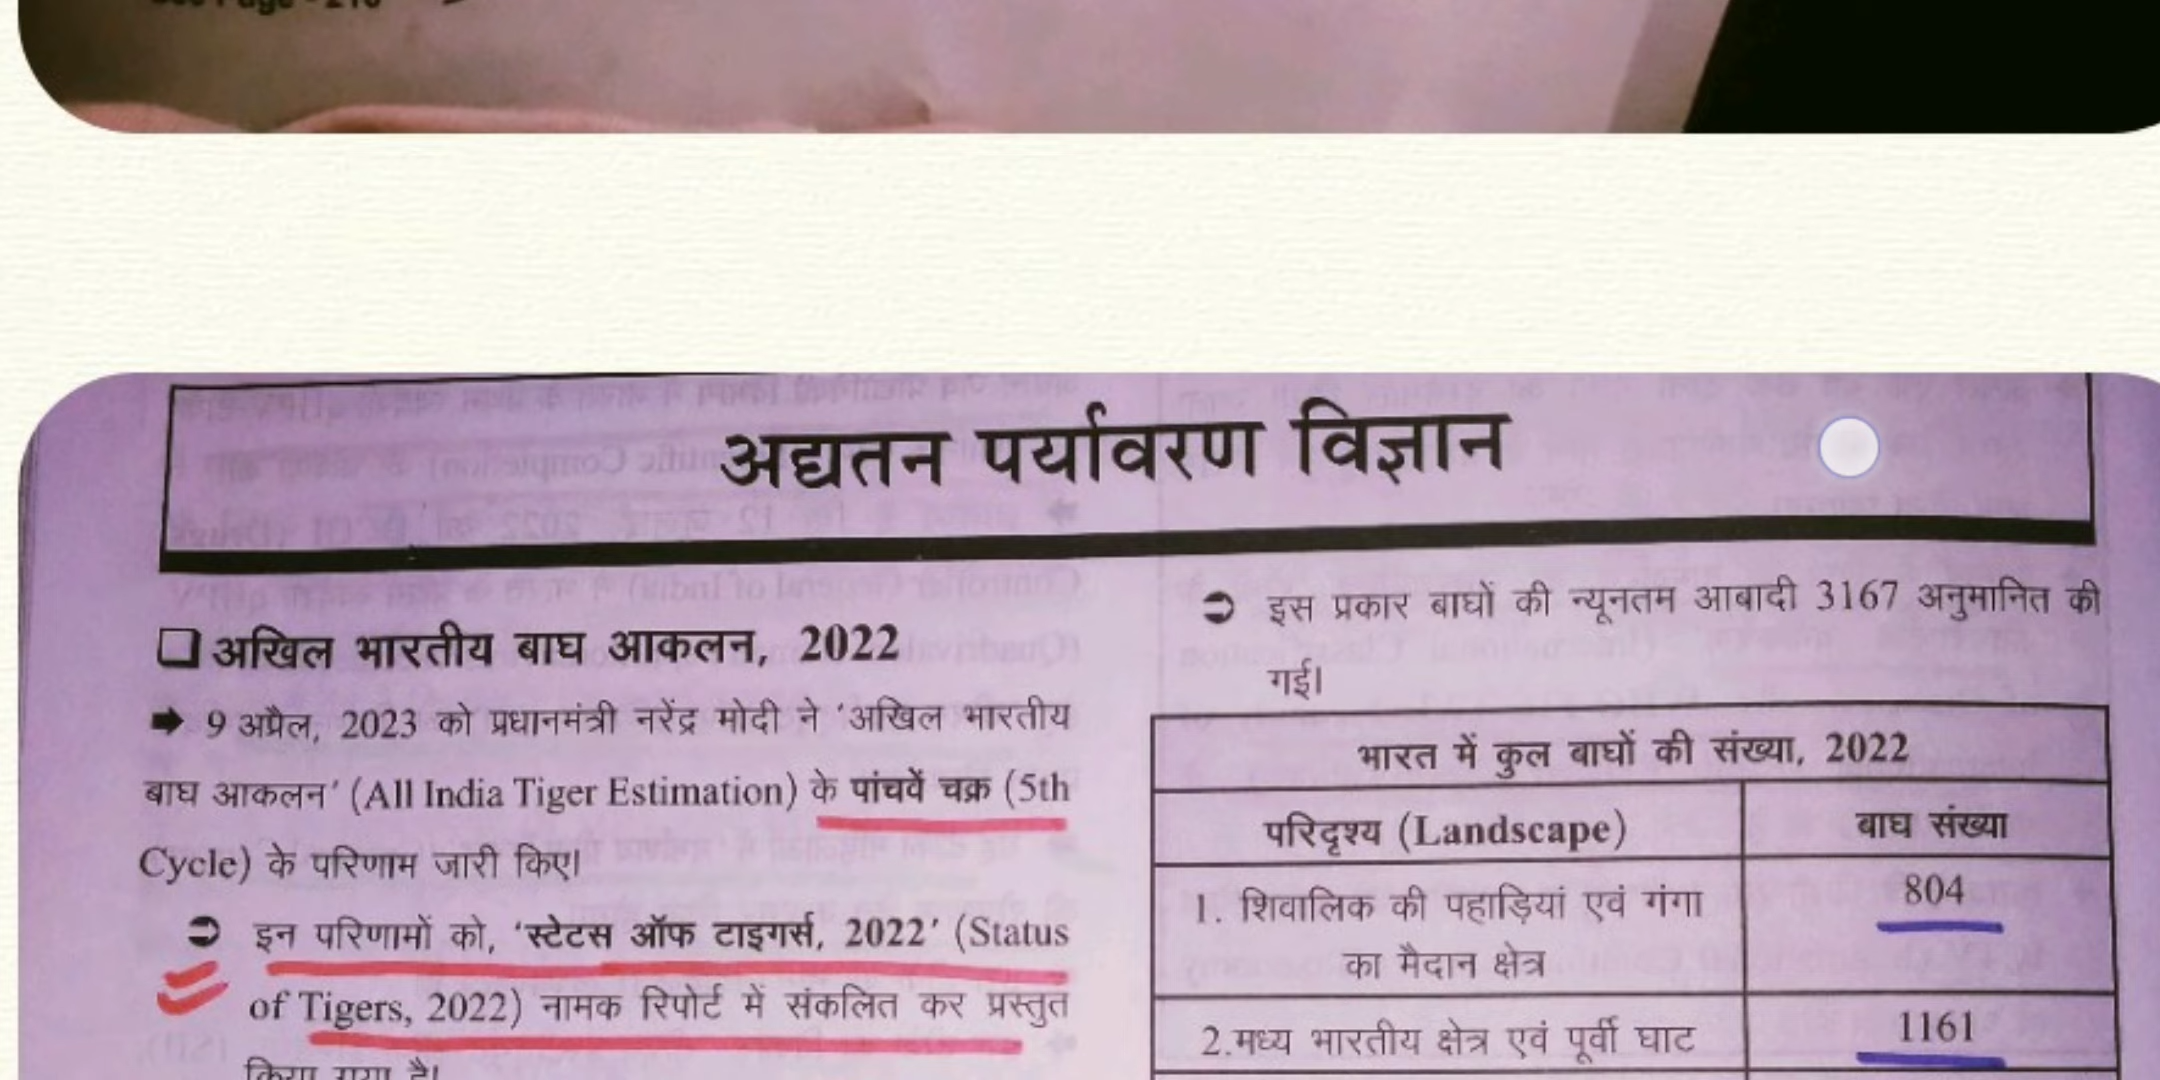 Page - 210
अद्यतन पर्यावरण विज्ञान
❑ अखिल भारतीय बाघ आकलन, 2022
➡ 9 अप्रैल, 2023 को प्रधानमंत्री नरेंद्र मोदी ने 'अखिल भारतीय
बाघ आकलन' (All India Tiger Estimation) के पांचवें चक्र (5th
Cycle) के परिणाम जारी किए।
➲ इन परिणामों को, 'स्टेटस ऑफ टाइगर्स, 2022' (Status
of Tigers, 2022) नामक रिपोर्ट में संकलित कर प्रस्तुत
किया गया है।
➲ इस प्रकार बाघों की न्यूनतम आबादी 3167 अनुमानित की
गई।
भारत में कुल बाघों की संख्या, 2022
परिदृश्य (Landscape) बाघ संख्या
1. शिवालिक की पहाड़ियां एवं गंगा 804
का मैदान क्षेत्र
2.मध्य भारतीय क्षेत्र एवं पूर्वी घाट 1161